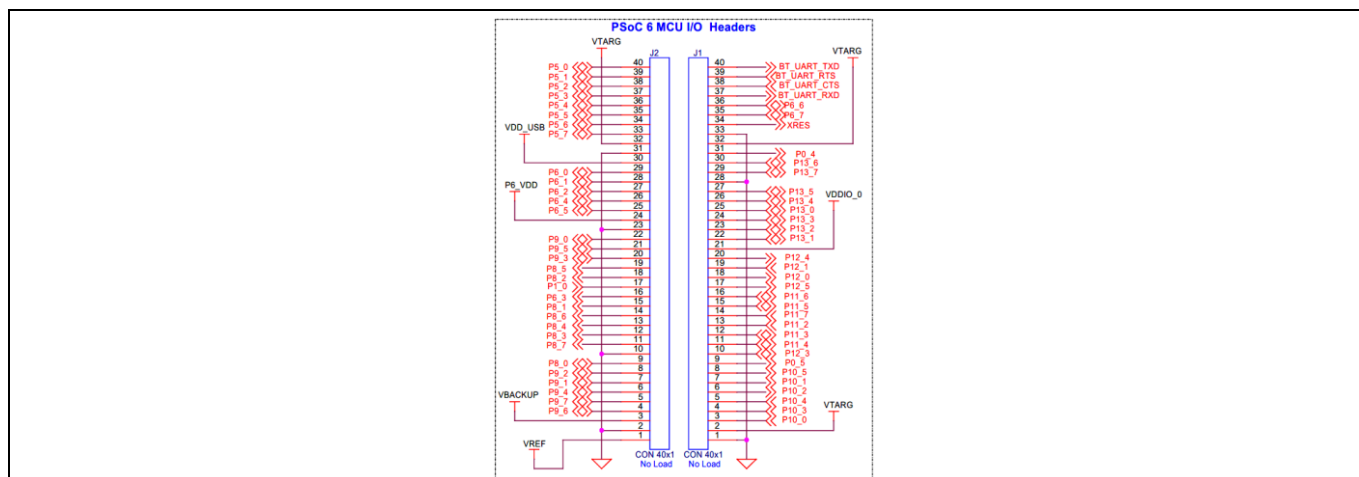 PSoC 6 MCU I/O Headers
VTARG
J2
J1
VTARG
P5_0 40
P5_1 39
P5_2 38
P5_3 37
P5_4 36
P5_5 35
P5_6 34
P5_7 33
32
31
VDD_USB
30
P6_0 29
P6_1 28
P6_2 27
P6_4 26
P6_5 25
P6_VDD
24
23
P9_0 22
P9_5 21
P9_3 20
P8_5 19
P8_2 18
P1_0 17
P6_3 16
P8_1 15
P8_6 14
P8_4 13
P8_3 12
P8_7 11
10
P8_0 9
P9_2 8
P9_1 7
P9_4 6
P9_7 5
P9_6 4
VBACKUP
3
2
1
VREF
CON 40x1
No Load
40 BT_UART_TXD
39 BT_UART_RTS
38 BT_UART_CTS
37 BT_UART_RXD
36 P6_6
35 P6_7
34 XRES
33
32
31 P0_4
30 P13_6
29 P13_7
28
27 P13_5
26 P13_4
25 P13_0
24 P13_3
23 P13_2
22 P13_1
VDDIO_0
21
20 P12_4
19 P12_1
18 P12_0
17 P12_5
16 P11_6
15 P11_5
14 P11_7
13 P11_2
12 P11_3
11 P11_4
10 P12_3
9 P0_5
8 P10_5
7 P10_1
6 P10_2
5 P10_4
4 P10_3
3 P10_0
VTARG
2
1
CON 40x1
No Load